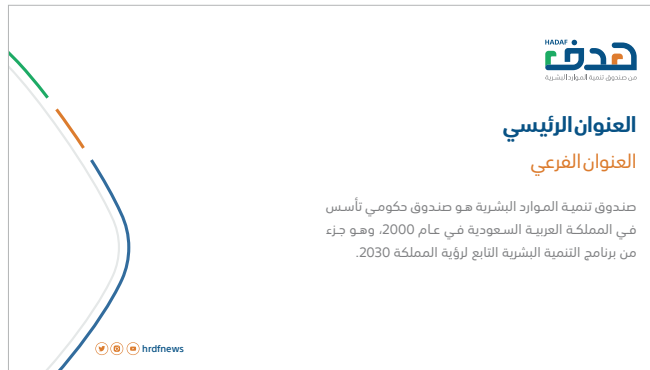 HADAF
هدف
من صندوق تنمية الموارد البشرية
العنوان الرئيسي
العنوان الفرعي
صندوق تنمية الموارد البشرية هو صندوق حكومي تأسس
في المملكة العربية السعودية في عام 2000، وهو جزء
من برنامج التنمية البشرية التابع لرؤية المملكة 2030.
hrdfnews